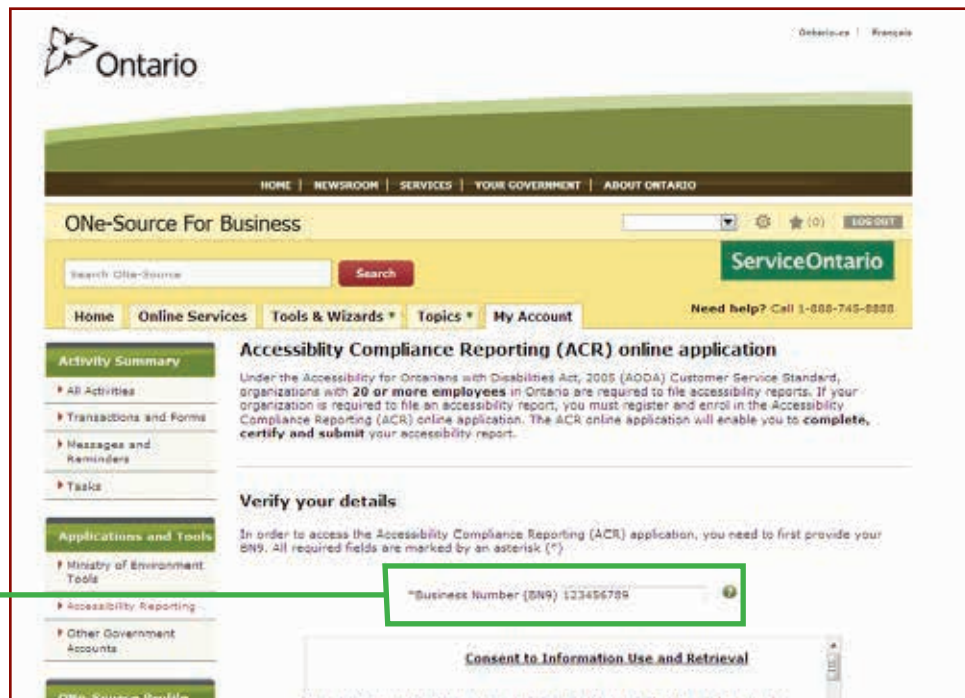 Ontario.ca | Français
Ontario
HOME | NEWSROOM | SERVICES | YOUR GOVERNMENT | ABOUT ONTARIO
ONe-Source For Business
(0) LOG OUT
Search ONe-Source
Search
ServiceOntario
Need help? Call 1-888-745-8888
Home Online Services Tools & Wizards Topics My Account
Activity Summary
All Activities
Transactions and Forms
Messages and
Reminders
Tasks
Applications and Tools
Ministry of Environment
Tools
Accessibility Reporting
Other Government
Accounts
ONe-Source Profile
Accessiblity Compliance Reporting (ACR) online application
Under the Accessibility for Ontarians with Disabilities Act, 2005 (AODA) Customer Service Standard,
organizations with 20 or more employees in Ontario are required to file accessibility reports. If your
organization is required to file an accessibility report, you must register and enrol in the Accessibility
Compliance Reporting (ACR) online application. The ACR online application will enable you to complete,
certify and submit your accessibility report.
Verify your details
In order to access the Accessibility Compliance Reporting (ACR) application, you need to first provide your
BN9. All required fields are marked by an asterisk (*)
*Business Number (BN9) 123456789
Consent to Information Use and Retrieval